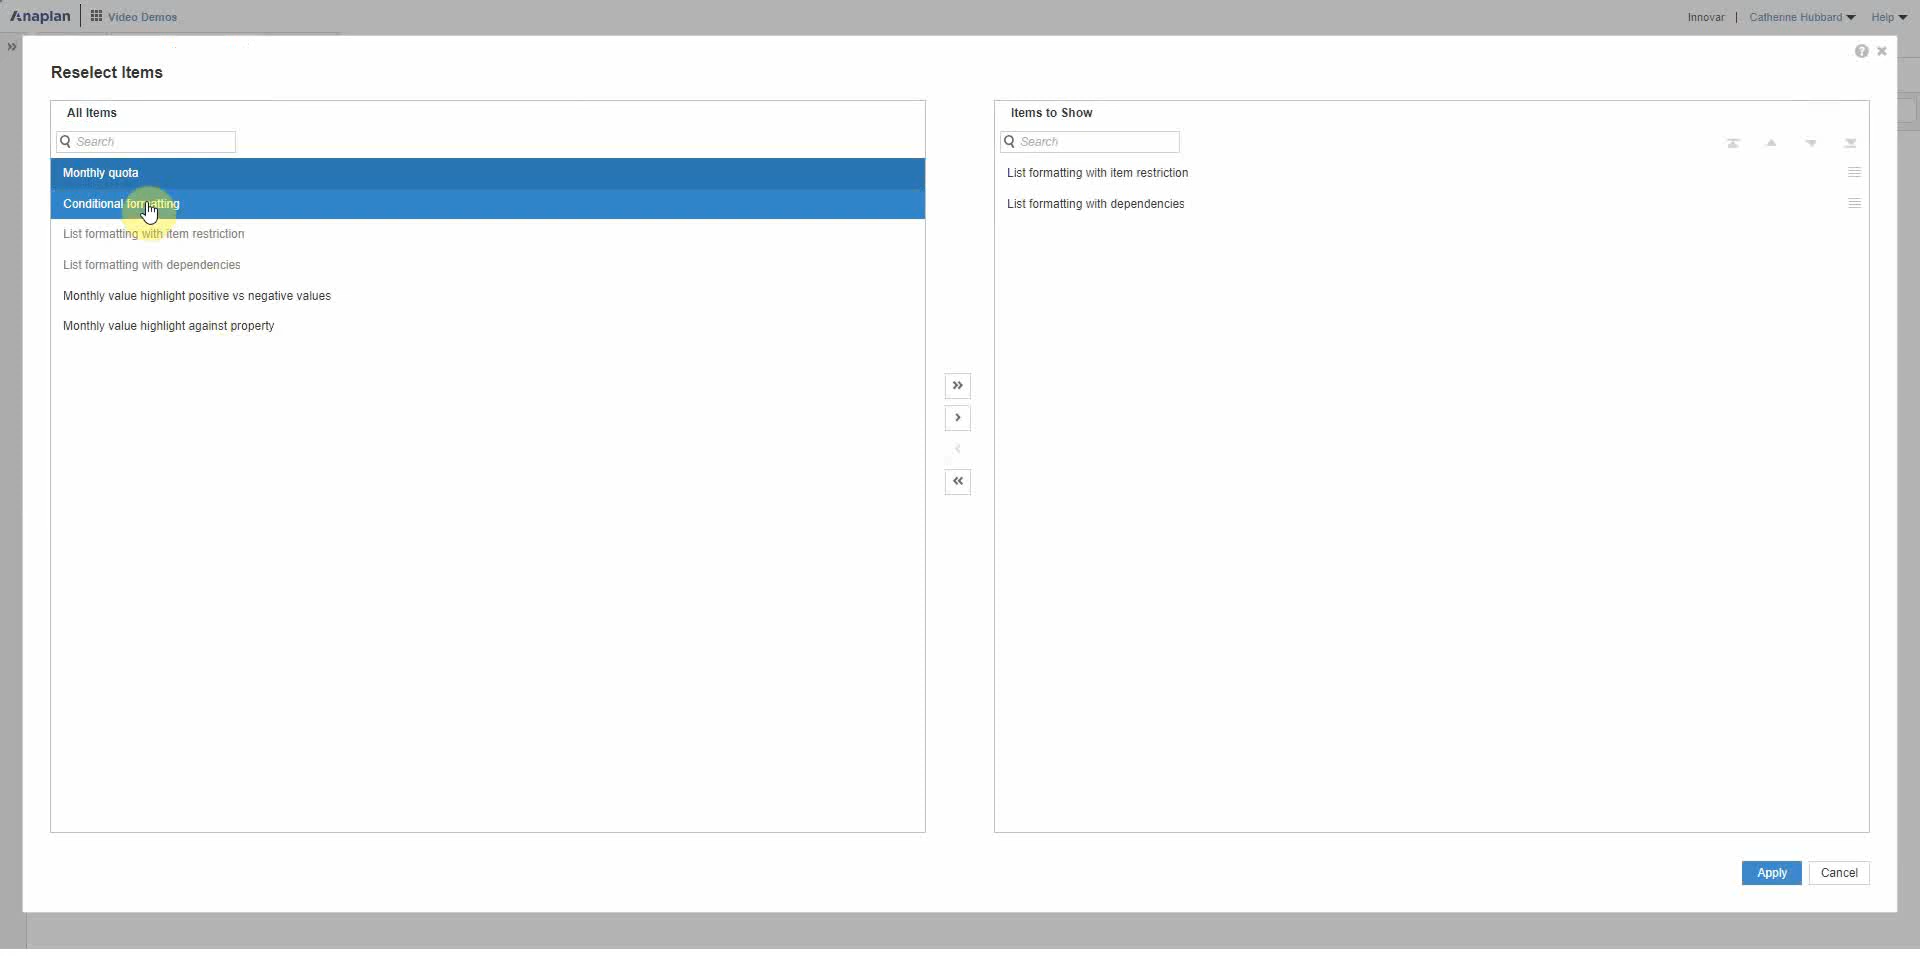 Anaplan Video Demos Innovar Catherine Hubbard Help
Reselect Items
All Items
Search
Monthly quota
Conditional formatting
List formatting with item restriction
List formatting with dependencies
Monthly value highlight positive vs negative values
Monthly value highlight against property
Items to Show
Search
List formatting with item restriction
List formatting with dependencies
Apply Cancel